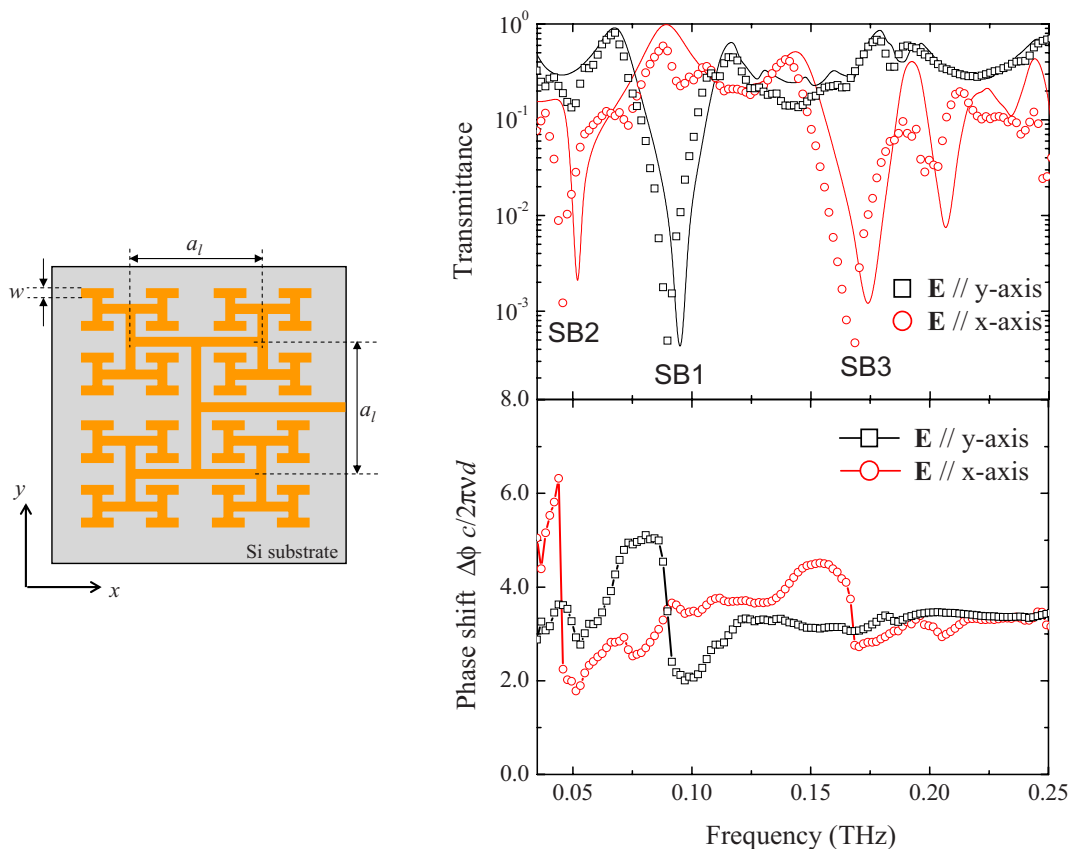 a_l
w
a_l
y
Si substrate
x
10^0
10^-1
10^-2
10^-3
Transmittance
E // y-axis
E // x-axis
SB2
SB1
SB3
8.0
6.0
4.0
2.0
0.0
Phase shift Δϕ c/2πνd
E // y-axis
E // x-axis
0.05
0.10
0.15
0.20
0.25
Frequency (THz)